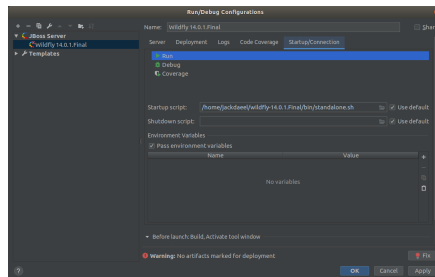 Run/Debug Configurations
Name: Wildfly 14.0.1.Final
Shar
JBoss Server
Wildfly 14.0.1.Final
Templates
Server Deployment Logs Code Coverage Startup/Connection
Run
Debug
Coverage
Startup script: /home/jackdaeel/wildfly-14.0.1.Final/bin/standalone.sh Use default
Shutdown script: Use default
Environment Variables
Pass environment variables
Name Value
No variables
Before launch: Build, Activate tool window
Warning: No artifacts marked for deployment
Fix
? OK Cancel Apply